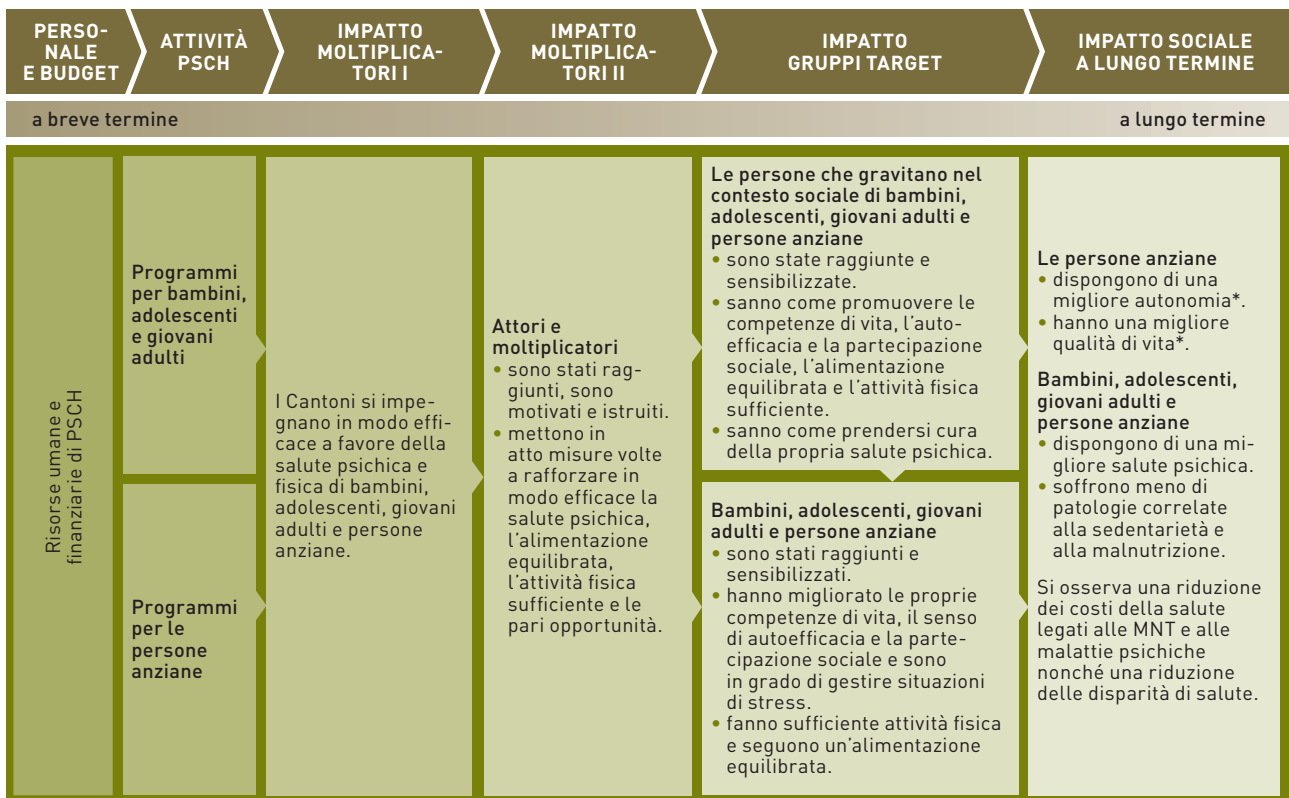 PERSO-
NALE
E BUDGET
ATTIVITÀ
PSCH
IMPATTO
MOLTIPLICA-
TORI I
IMPATTO
MOLTIPLICA-
TORI II
IMPATTO
GRUPPI TARGET
IMPATTO SOCIALE
A LUNGO TERMINE
a breve termine
a lungo termine
Risorse umane e
finanziarie di PSCH
Programmi
per bambini,
adolescenti
e giovani
adulti
Programmi
per le
persone
anziane
I Cantoni si impe-
gnano in modo effi-
cace a favore della
salute psichica e
fisica di bambini,
adolescenti, giovani
adulti e persone
anziane.
Attori e
moltiplicatori
• sono stati rag-
giunti, sono
motivati e istruiti.
• mettono in
atto misure volte
a rafforzare in
modo efficace la
salute psichica,
l'alimentazione
equilibrata,
l'attività fisica
sufficiente e le
pari opportunità.
Le persone che gravitano nel
contesto sociale di bambini,
adolescenti, giovani adulti e
persone anziane
• sono state raggiunte e
sensibilizzate.
• sanno come promuovere le
competenze di vita, l'auto-
efficacia e la partecipazione
sociale, l'alimentazione
equilibrata e l'attività fisica
sufficiente.
• sanno come prendersi cura
della propria salute psichica.
Bambini, adolescenti, giovani
adulti e persone anziane
• sono stati raggiunti e
sensibilizzati.
• hanno migliorato le proprie
competenze di vita, il senso
di autoefficacia e la parte-
cipazione sociale e sono
in grado di gestire situazioni
di stress.
• fanno sufficiente attività fisica
e seguono un'alimentazione
equilibrata.
Le persone anziane
• dispongono di una
migliore autonomia*.
• hanno una migliore
qualità di vita*.
Bambini, adolescenti,
giovani adulti e
persone anziane
• dispongono di una mi-
gliore salute psichica.
• soffrono meno di
patologie correlate
alla sedentarietà e
alla malnutrizione.
Si osserva una riduzione
dei costi della salute
legati alle MNT e alle
malattie psichiche
nonché una riduzione
delle disparità di salute.